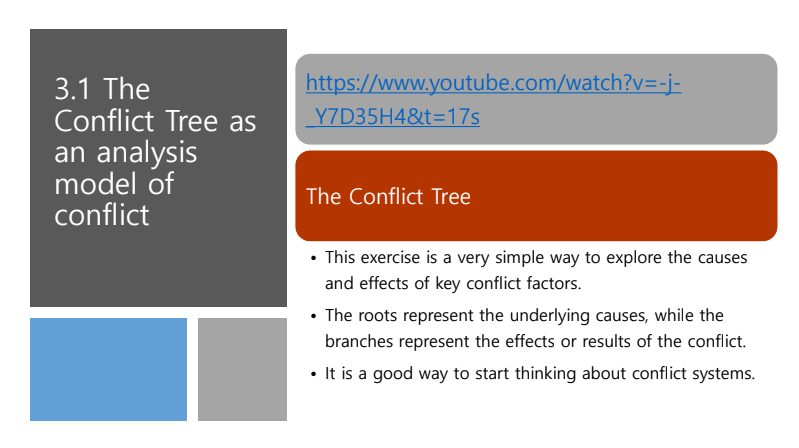 3.1 The
Conflict Tree as
an analysis
model of
conflict
https://www.youtube.com/watch?v=-j-
_Y7D35H4&t=17s
The Conflict Tree
• This exercise is a very simple way to explore the causes
and effects of key conflict factors.
• The roots represent the underlying causes, while the
branches represent the effects or results of the conflict.
• It is a good way to start thinking about conflict systems.